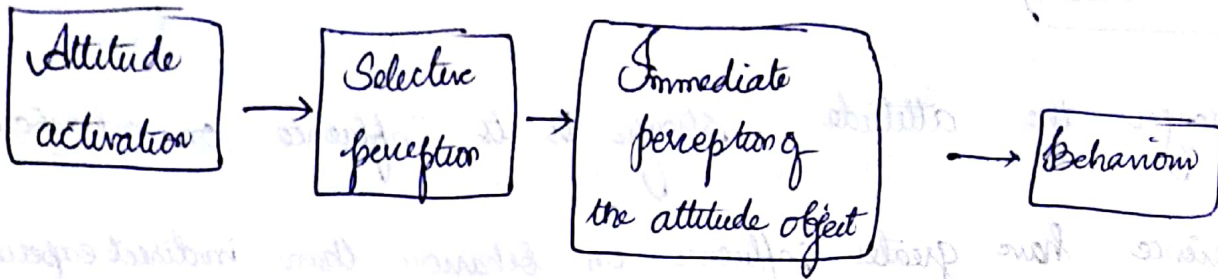 Attitude
activation
Selective
perception
Immediate
perception of
the attitude object
Behaviour